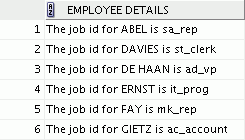 EMPLOYEE DETAILS
1 The job id for ABEL is sa_rep
2 The job id for DAVIES is st_clerk
3 The job id for DE HAAN is ad_vp
4 The job id for ERNST is it_prog
5 The job id for FAY is mk_rep
6 The job id for GIETZ is ac_account